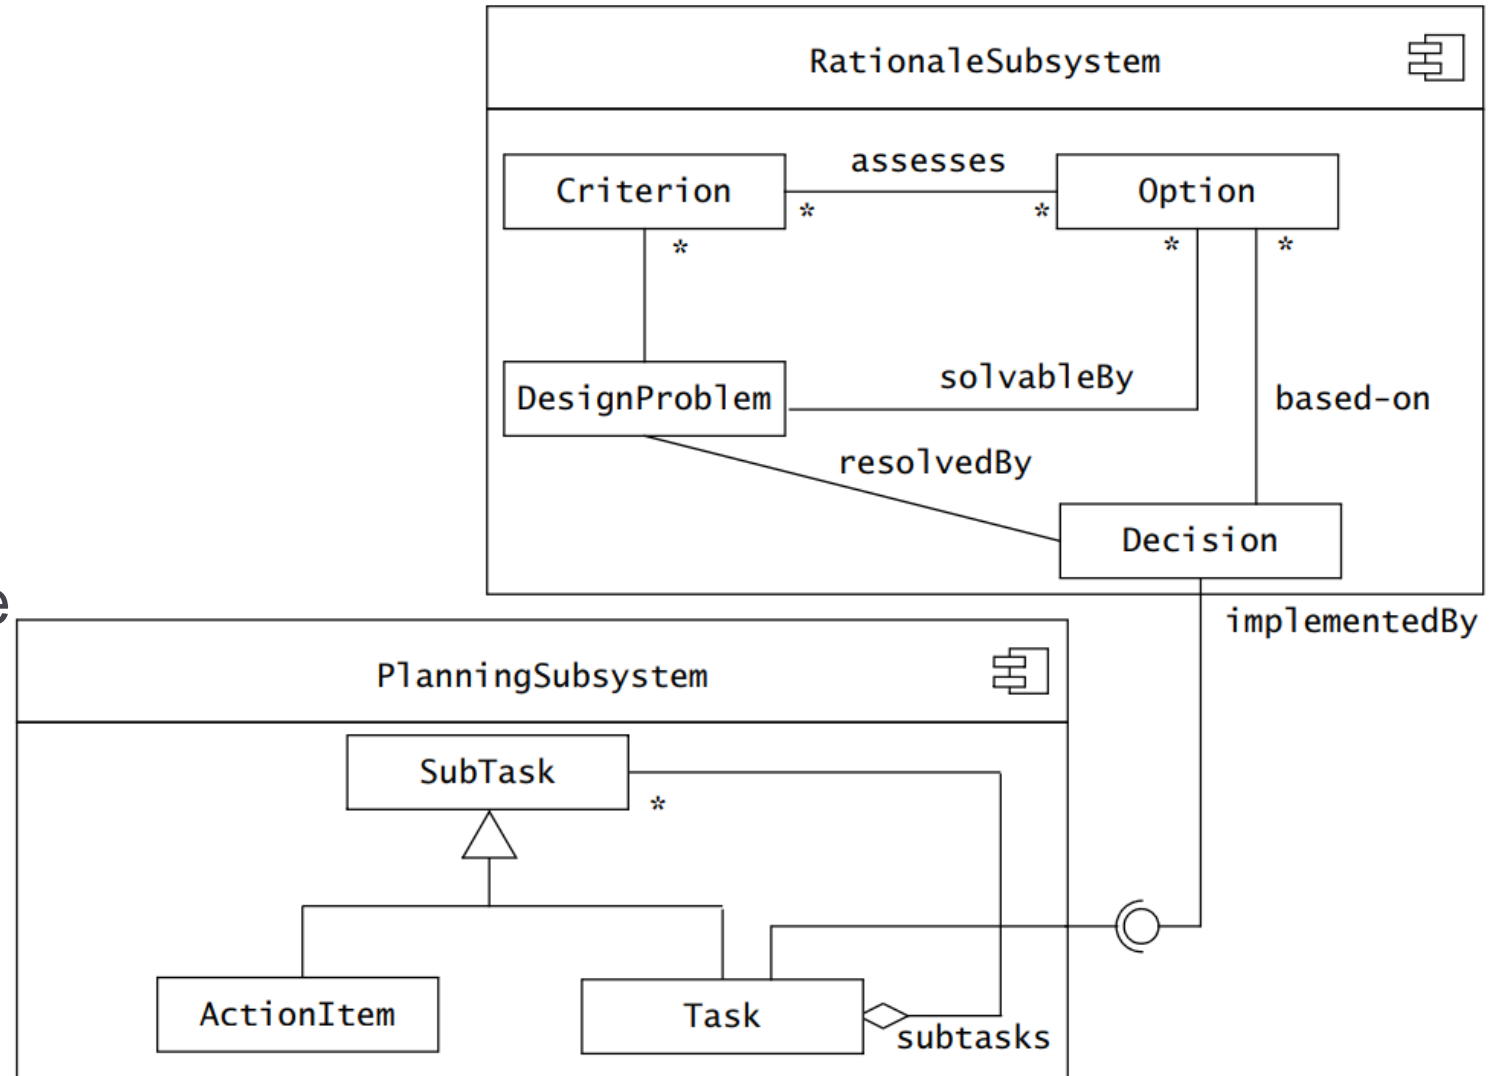 RationaleSubsystem
assesses
Criterion
Option
*
*
*
*
*
solvableBy
DesignProblem
based-on
resolvedBy
Decision
e
implementedBy
PlanningSubsystem
SubTask
*
ActionItem
Task
subtasks